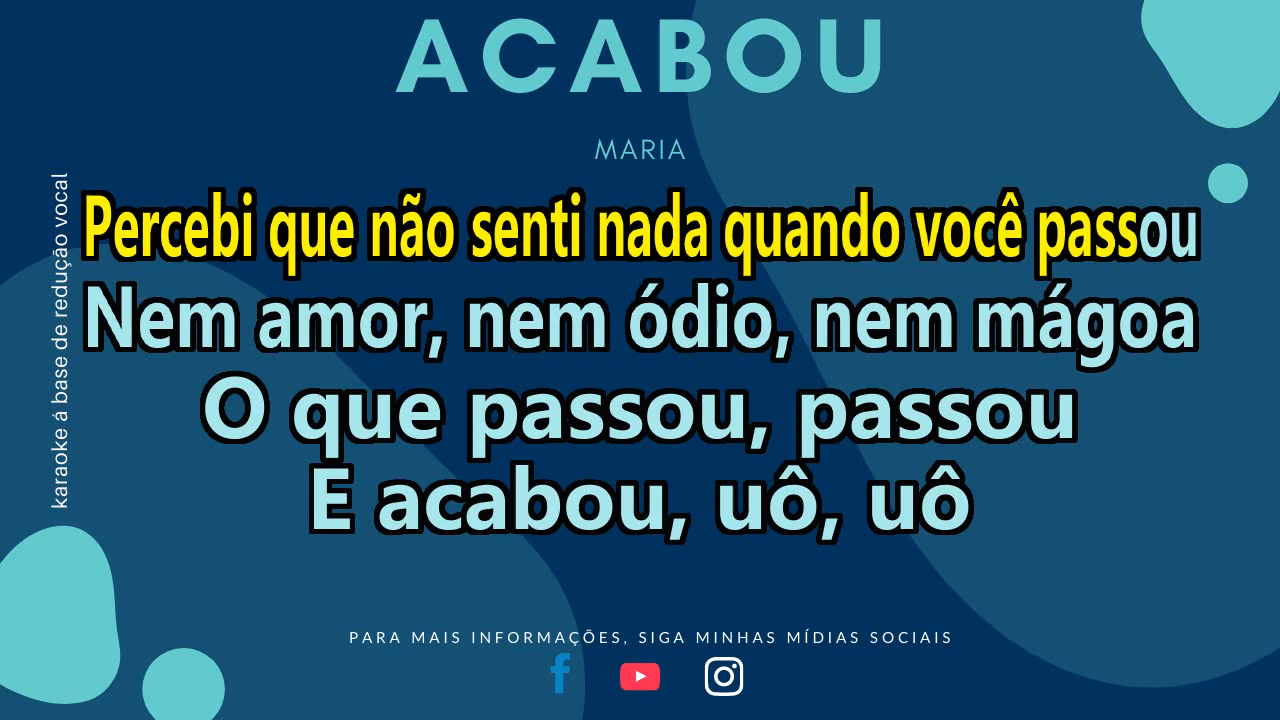 ACABOU
MARIA
karaoke á base de redução vocal
Percebi que não senti nada quando você passou
Nem amor, nem ódio, nem mágoa
O que passou, passou
E acabou, uô, uô
PARA MAIS INFORMAÇÕES, SIGA MINHAS MÍDIAS SOCIAIS